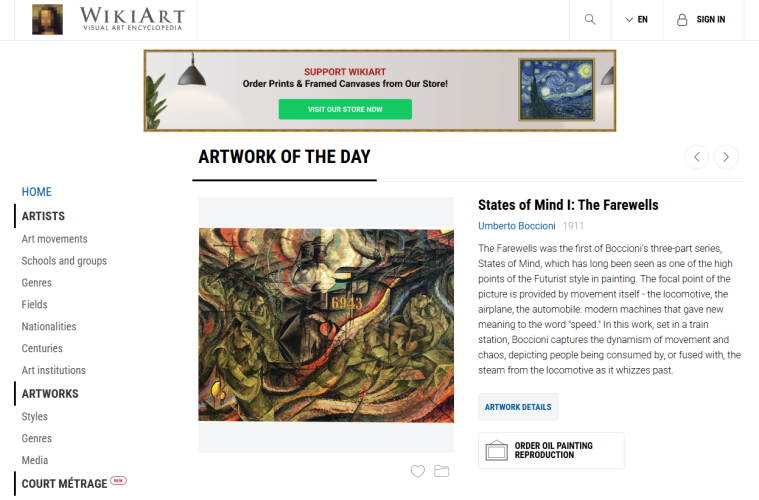 WIKIART
VISUAL ART ENCYCLOPEDIA
EN
SIGN IN
SUPPORT WIKIART
Order Prints & Framed Canvases from Our Store!
VISIT OUR STORE NOW
ARTWORK OF THE DAY
HOME
ARTISTS
Art movements
Schools and groups
Genres
Fields
Nationalities
Centuries
Art institutions
ARTWORKS
Styles
Genres
Media
COURT MÉTRAGE NEW
6943
States of Mind I: The Farewells
Umberto Boccioni · 1911
The Farewells was the first of Boccioni's three-part series,
States of Mind, which has long been seen as one of the high
points of the Futurist style in painting. The focal point of the
picture is provided by movement itself - the locomotive, the
airplane, the automobile: modern machines that gave new
meaning to the word "speed." In this work, set in a train
station, Boccioni captures the dynamism of movement and
chaos, depicting people being consumed by, or fused with, the
steam from the locomotive as it whizzes past.
ARTWORK DETAILS
ORDER OIL PAINTING
REPRODUCTION